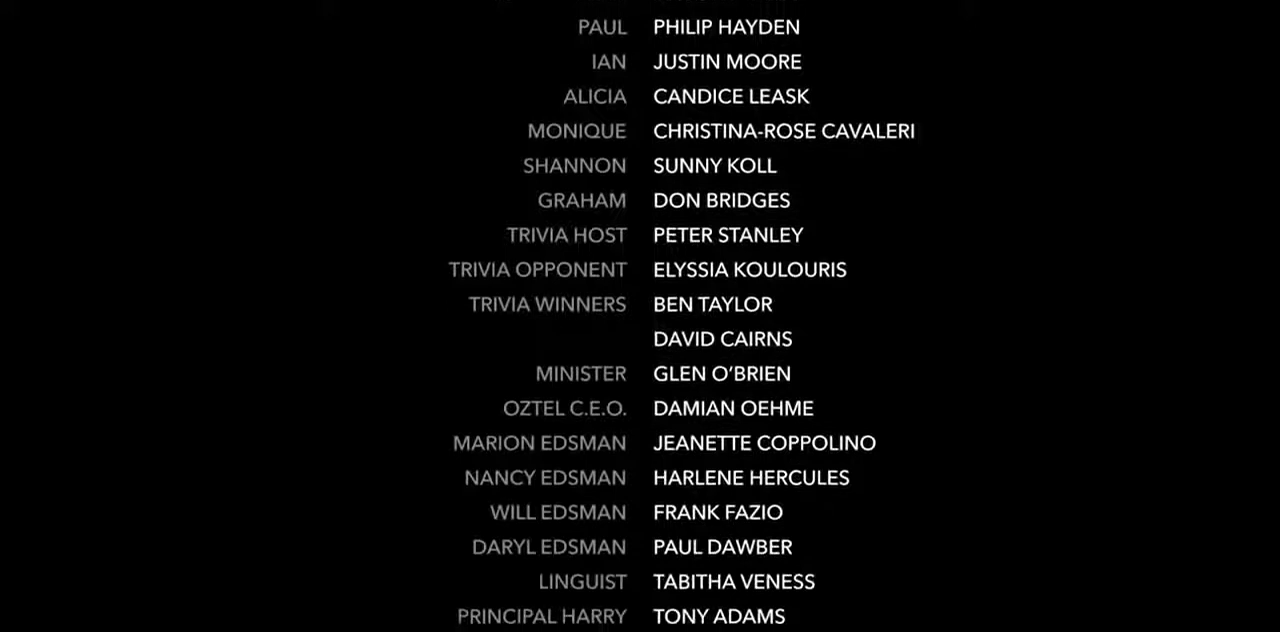 PAUL PHILIP HAYDEN
IAN JUSTIN MOORE
ALICIA CANDICE LEASK
MONIQUE CHRISTINA-ROSE CAVALERI
SHANNON SUNNY KOLL
GRAHAM DON BRIDGES
TRIVIA HOST PETER STANLEY
TRIVIA OPPONENT ELYSSIA KOULOURIS
TRIVIA WINNERS BEN TAYLOR
DAVID CAIRNS
MINISTER GLEN O’BRIEN
OZTEL C.E.O. DAMIAN OEHME
MARION EDSMAN JEANETTE COPPOLINO
NANCY EDSMAN HARLENE HERCULES
WILL EDSMAN FRANK FAZIO
DARYL EDSMAN PAUL DAWBER
LINGUIST TABITHA VENESS
PRINCIPAL HARRY TONY ADAMS